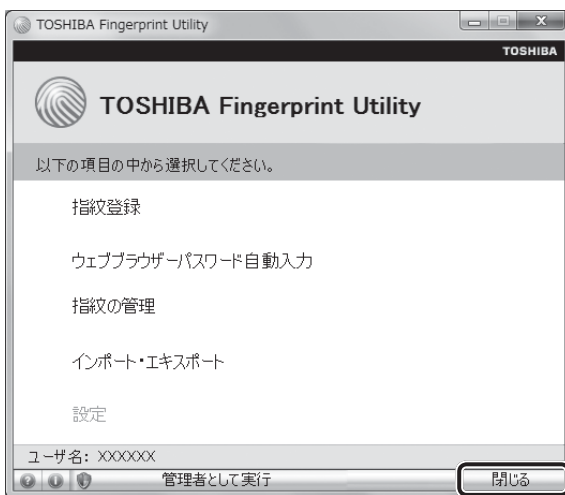 TOSHIBA Fingerprint Utility
TOSHIBA
TOSHIBA Fingerprint Utility
以下の項目の中から選択してください。
指紋登録
ウェブブラウザーパスワード自動入力
指紋の管理
インポート・エキスポート
設定
ユーザ名: XXXXXX
管理者として実行 閉じる